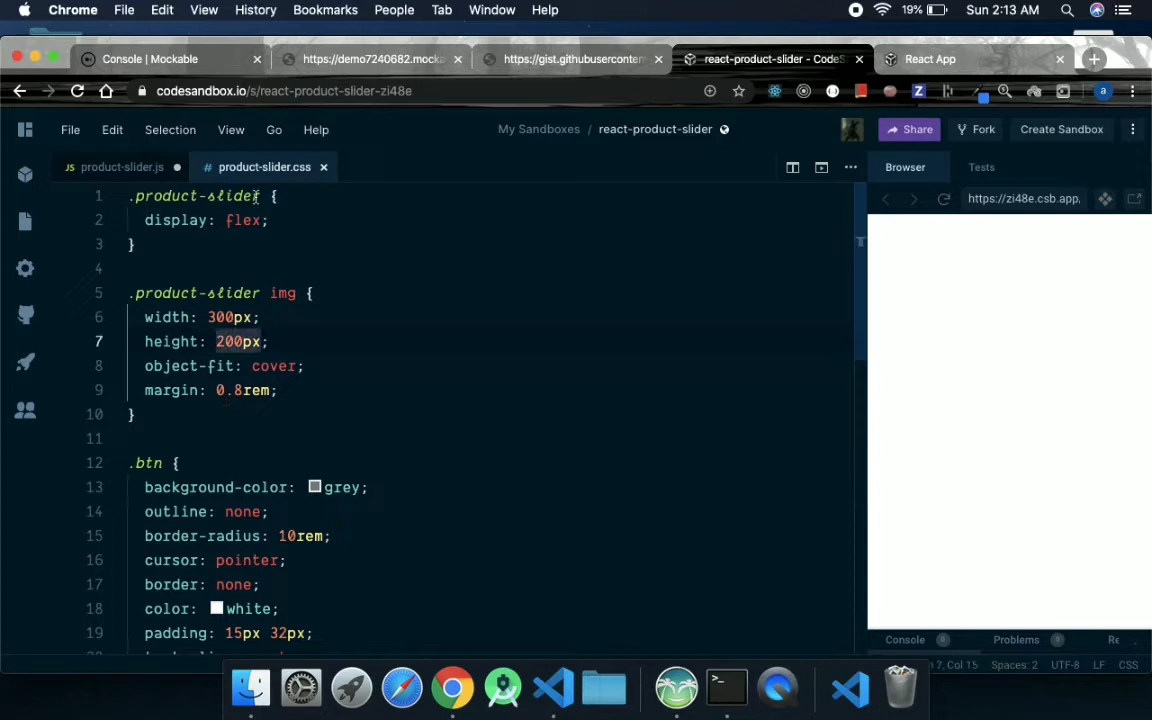 Chrome File Edit View History Bookmarks People Tab Window Help 19% Sun 2:13 AM
Console | Mockable https://demo7240682.mocka https://gist.githubuserconten react-product-slider - CodeS React App
codesandbox.io/s/react-product-slider-zi48e Z a
File Edit Selection View Go Help My Sandboxes / react-product-slider Share Fork Create Sandbox
JS product-slider.js # product-slider.css Browser Tests
https://zi48e.csb.app/
1 .product-slider {
2 display: flex;
3 }
4
5 .product-slider img {
6 width: 300px;
7 height: 200px;
8 object-fit: cover;
9 margin: 0.8rem;
10 }
11
12 .btn {
13 background-color: grey;
14 outline: none;
15 border-radius: 10rem;
16 cursor: pointer;
17 border: none;
18 color: white;
19 padding: 15px 32px;
Console 0 Problems 0 Re
7, Col 15 Spaces: 2 UTF-8 LF CSS